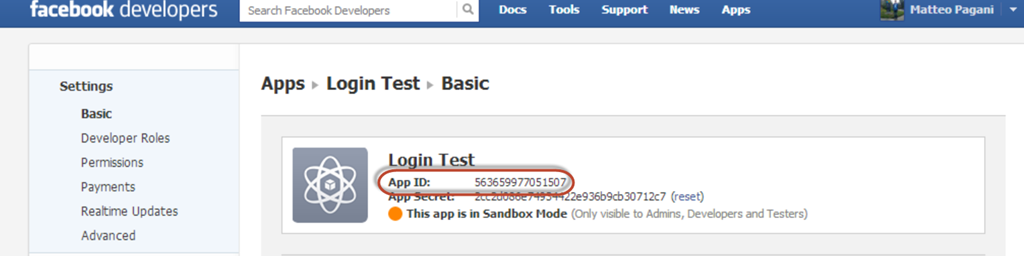 facebook developers
Search Facebook Developers
Docs Tools Support News Apps
Matteo Pagani
Settings
Basic
Developer Roles
Permissions
Payments
Realtime Updates
Advanced
Apps ▸ Login Test ▸ Basic
Login Test
App ID: 563659977051507
App Secret: (reset)
This app is in Sandbox Mode (Only visible to Admins, Developers and Testers)